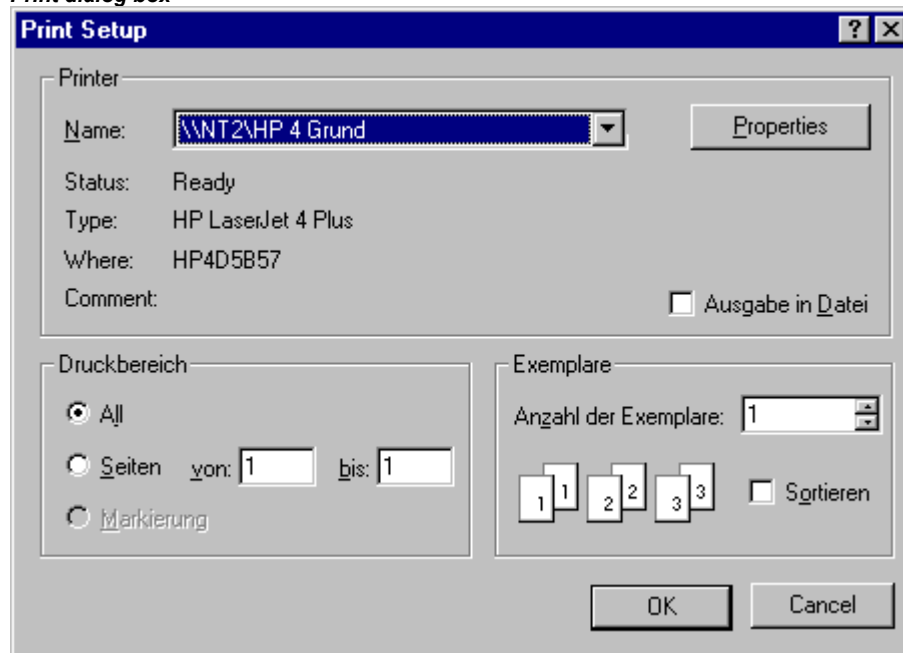 Print dialog box
Print Setup
Printer
Name: \\NT2\HP 4 Grund Properties
Status: Ready
Type: HP LaserJet 4 Plus
Where: HP4D5B57
Comment:
Ausgabe in Datei
Druckbereich
All
Seiten von: 1 bis: 1
Markierung
Exemplare
Anzahl der Exemplare: 1
1 1 2 2 3 3 Sortieren
OK Cancel